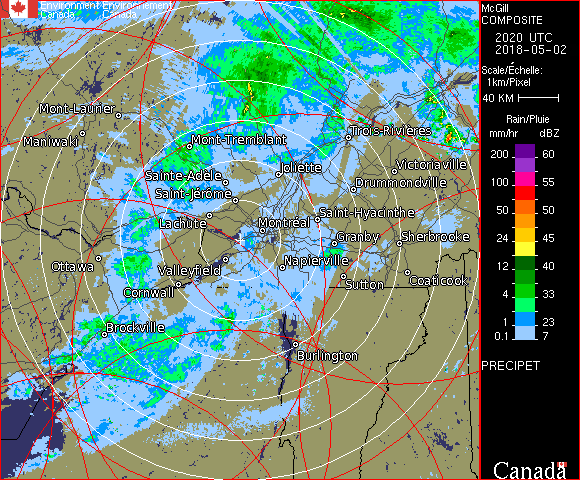 Environment Environnement
Canada Canada
McGill
COMPOSITE
2020 UTC
2018-05-02
Scale/Échelle:
1km/Pixel
40 KM
Rain/Pluie
mm/hr dBZ
200 60
100 55
50 50
24 45
12 40
4 33
1 23
0.1 7
PRECIPET
Canada
Mont-Laurier
Maniwaki
Mont-Tremblant
Trois-Rivières
Joliette
Victoriaville
Sainte-Adèle
Drummondville
Saint-Jérôme
Saint-Hyacinthe
Lachute
Montréal
Granby
Sherbrooke
Ottawa
Valleyfield
Napierville
Cornwall
Sutton
Coaticook
Brockville
Burlington